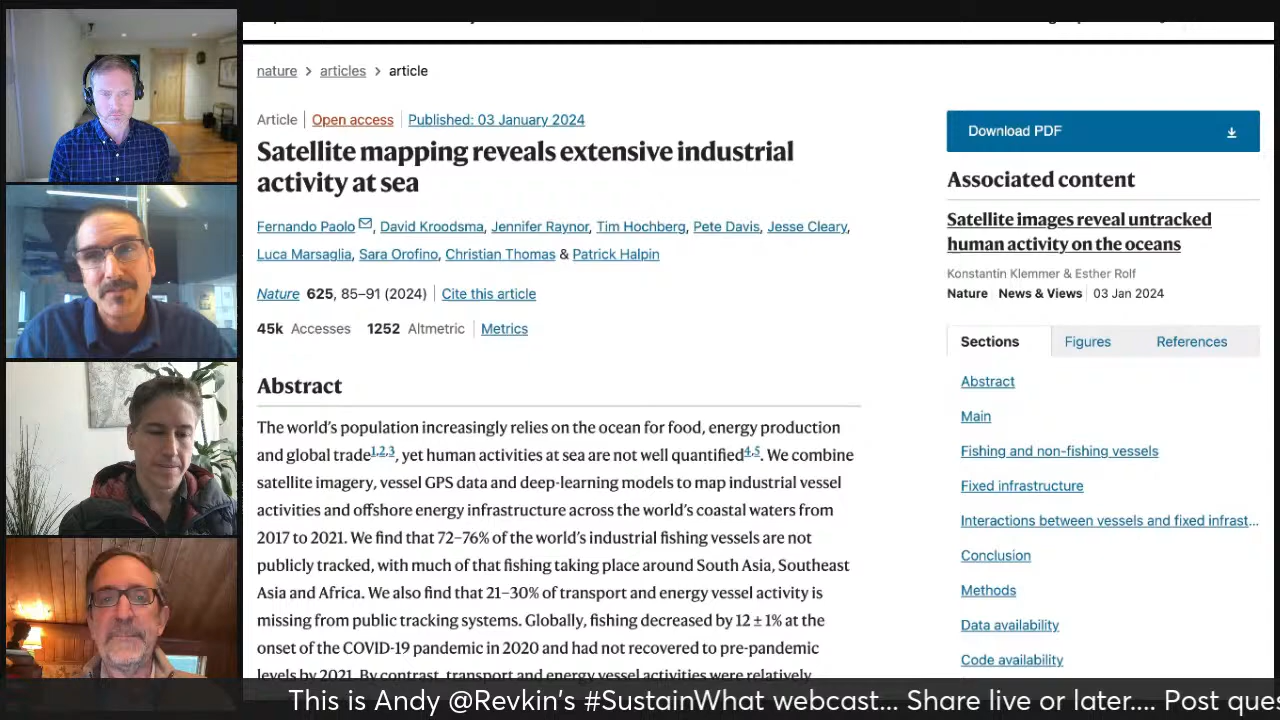 nature > articles > article
Article | Open access | Published: 03 January 2024
Satellite mapping reveals extensive industrial
activity at sea
Fernando Paolo, David Kroodsma, Jennifer Raynor, Tim Hochberg, Pete Davis, Jesse Cleary,
Luca Marsaglia, Sara Orofino, Christian Thomas & Patrick Halpin
Nature 625, 85–91 (2024) | Cite this article
45k Accesses 1252 Altmetric | Metrics
Abstract
The world's population increasingly relies on the ocean for food, energy production
and global trade1,2,3, yet human activities at sea are not well quantified4,5. We combine
satellite imagery, vessel GPS data and deep-learning models to map industrial vessel
activities and offshore energy infrastructure across the world's coastal waters from
2017 to 2021. We find that 72–76% of the world's industrial fishing vessels are not
publicly tracked, with much of that fishing taking place around South Asia, Southeast
Asia and Africa. We also find that 21–30% of transport and energy vessel activity is
missing from public tracking systems. Globally, fishing decreased by 12 ± 1% at the
onset of the COVID-19 pandemic in 2020 and had not recovered to pre-pandemic
levels by 2021. By contrast, transport and energy vessel activities were relatively
Download PDF
Associated content
Satellite images reveal untracked
human activity on the oceans
Konstantin Klemmer & Esther Rolf
Nature News & Views | 03 Jan 2024
Sections Figures References
Abstract
Main
Fishing and non-fishing vessels
Fixed infrastructure
Interactions between vessels and fixed infrast...
Conclusion
Methods
Data availability
Code availability
This is Andy @Revkin's #SustainWhat webcast... Share live or later.... Post ques